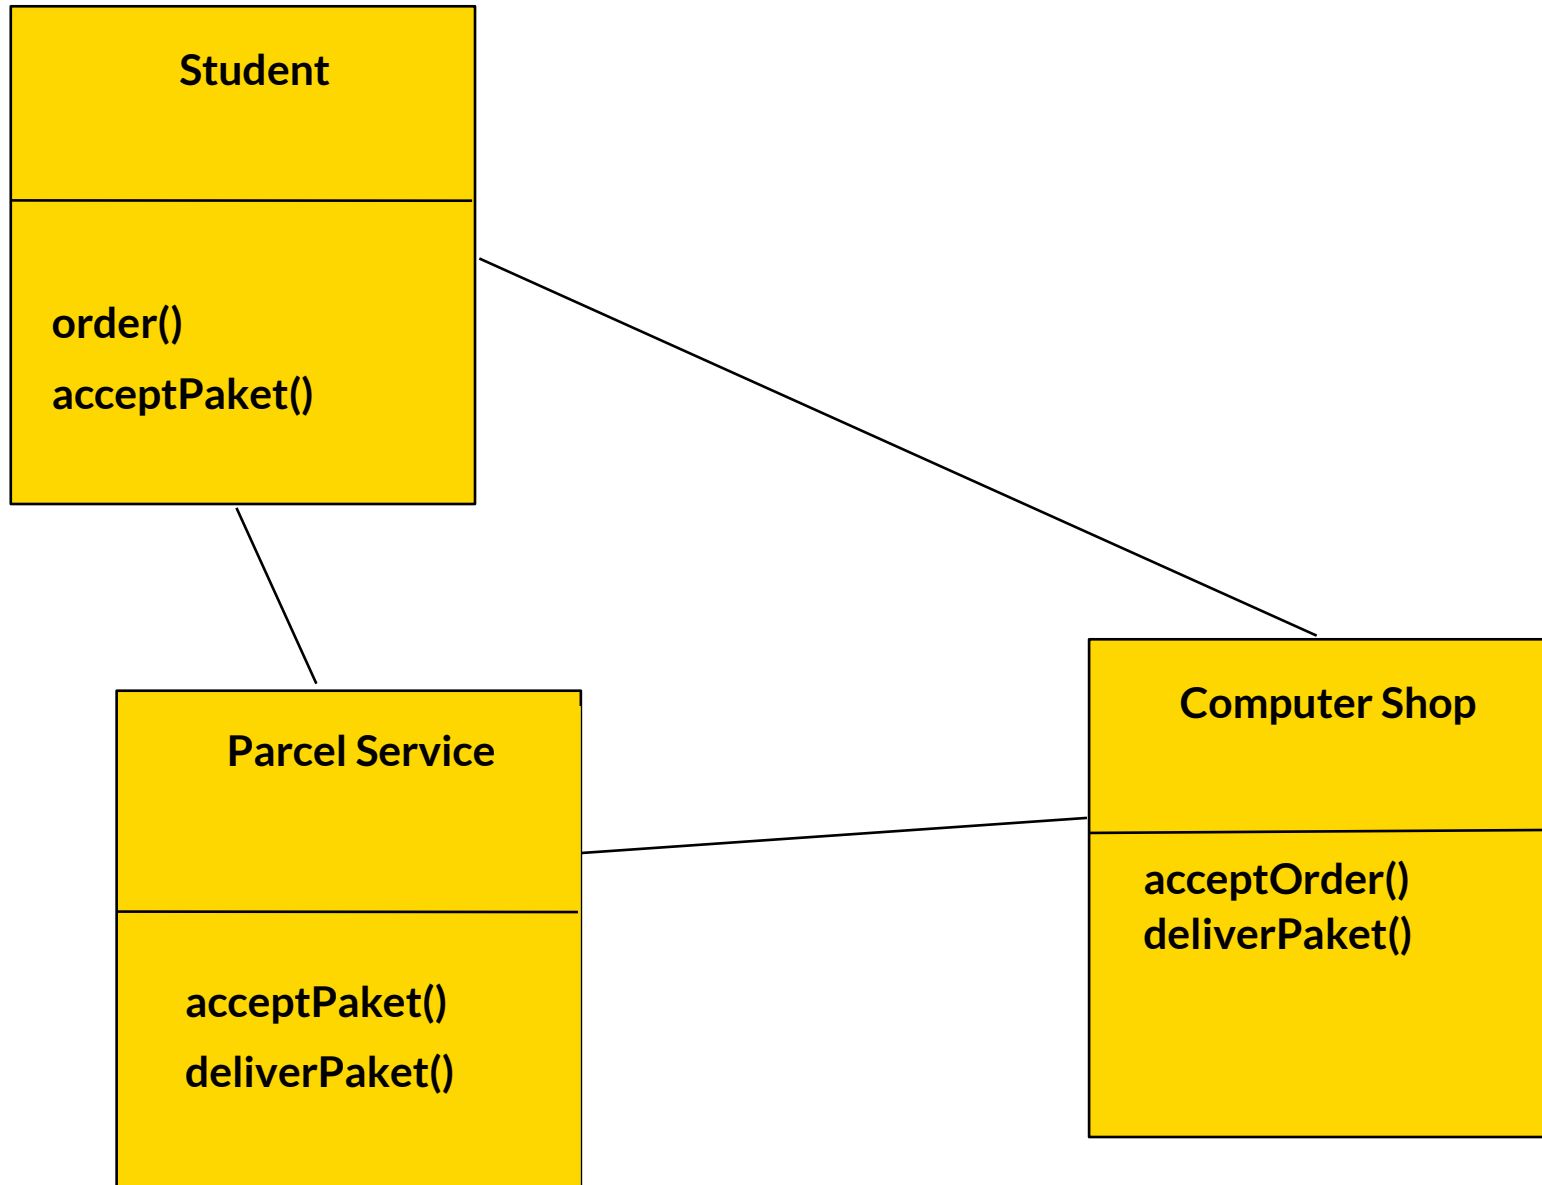 Student
order()
acceptPaket()
Parcel Service
acceptPaket()
deliverPaket()
Computer Shop
acceptOrder()
deliverPaket()